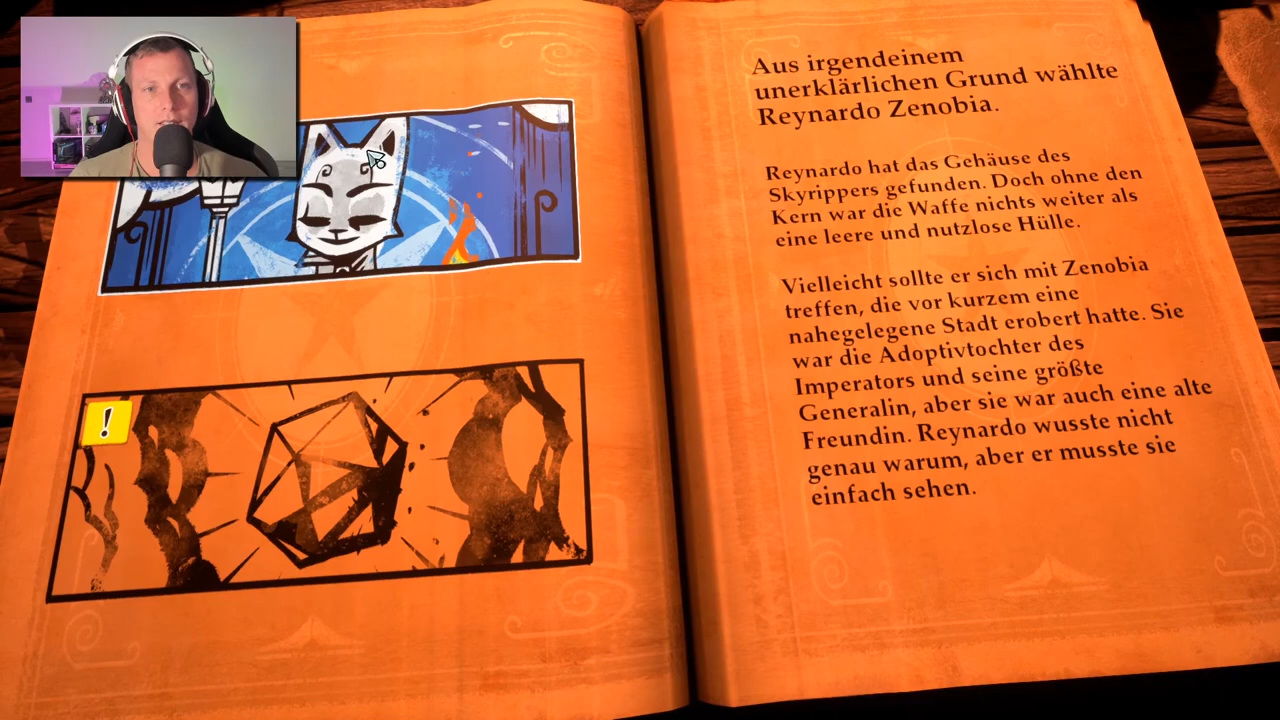 Aus irgendeinem
unerklärlichen Grund wählte
Reynardo Zenobia.
Reynardo hat das Gehäuse des
Skyrippers gefunden. Doch ohne den
Kern war die Waffe nichts weiter als
eine leere und nutzlose Hülle.
Vielleicht sollte er sich mit Zenobia
treffen, die vor kurzem eine
nahegelegene Stadt erobert hatte. Sie
war die Adoptivtochter des
Imperators und seine größte
Generalin, aber sie war auch eine alte
Freundin. Reynardo wusste nicht
genau warum, aber er musste sie
einfach sehen.
!